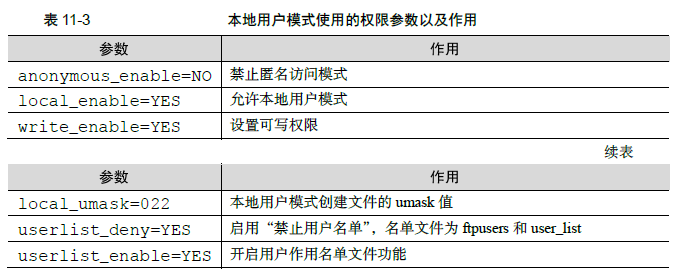 表 11-3 本地用户模式使用的权限参数以及作用
参数 作用
anonymous_enable=NO 禁止匿名访问模式
local_enable=YES 允许本地用户模式
write_enable=YES 设置可写权限
续表
参数 作用
local_umask=022 本地用户模式创建文件的 umask 值
userlist_deny=YES 启用“禁止用户名单”，名单文件为 ftpusers 和 user_list
userlist_enable=YES 开启用户作用名单文件功能